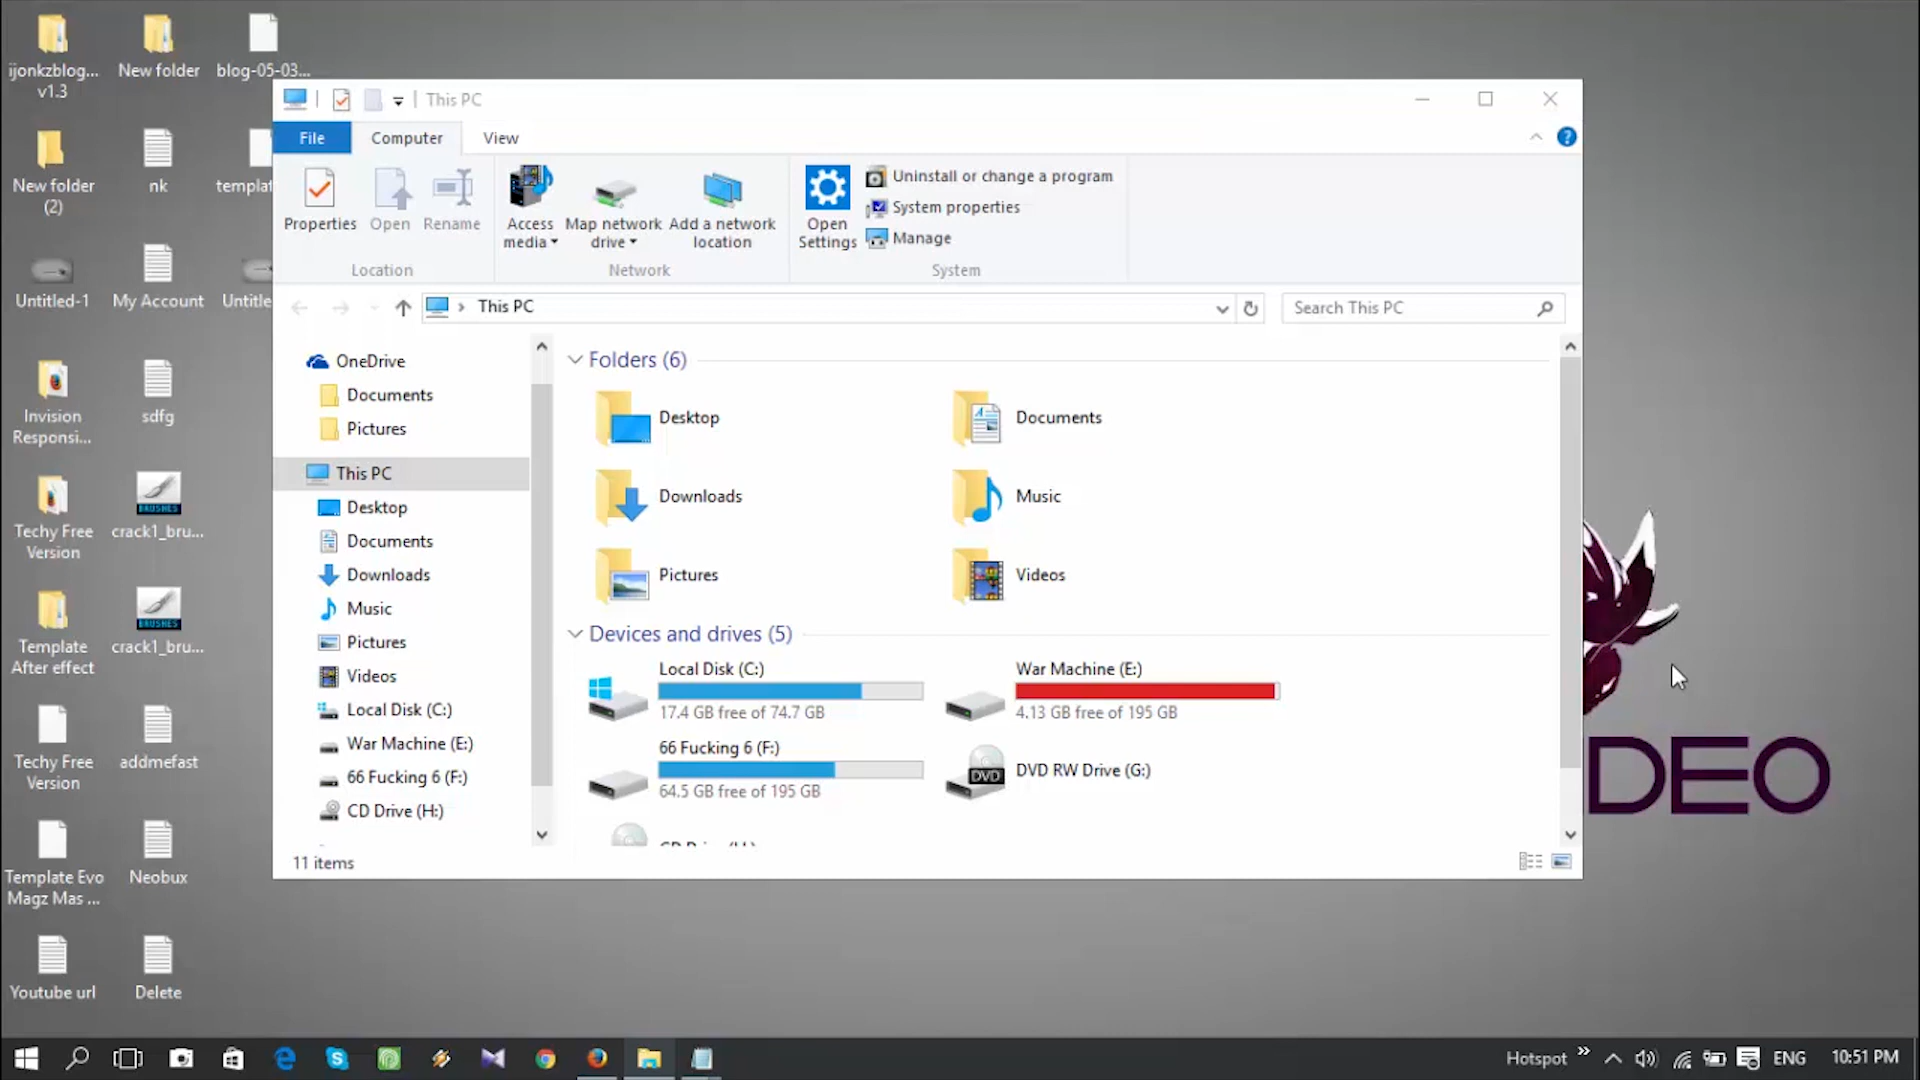 ijonkzblog...
v1.3
New folder
blog-05-03...
New folder
(2)
nk
templat
Untitled-1
My Account
Untitle
Invision
Responsi...
sdfg
Techy Free
Version
crack1_bru...
Template
After effect
crack1_bru...
Techy Free
Version
addmefast
Template Evo
Magz Mas ...
Neobux
Youtube url
Delete
This PC
File
Computer
View
Properties
Open
Rename
Location
Access
media
Map network
drive
Add a network
location
Network
Open
Settings
Uninstall or change a program
System properties
Manage
System
This PC
Search This PC
OneDrive
Documents
Pictures
This PC
Desktop
Documents
Downloads
Music
Pictures
Videos
Local Disk (C:)
War Machine (E:)
66 Fucking 6 (F:)
CD Drive (H:)
Folders (6)
Desktop
Documents
Downloads
Music
Pictures
Videos
Devices and drives (5)
Local Disk (C:)
17.4 GB free of 74.7 GB
War Machine (E:)
4.13 GB free of 195 GB
66 Fucking 6 (F:)
64.5 GB free of 195 GB
DVD
DVD RW Drive (G:)
CD Drive (H:)
11 items
DEO
Hotspot
ENG
10:51 PM